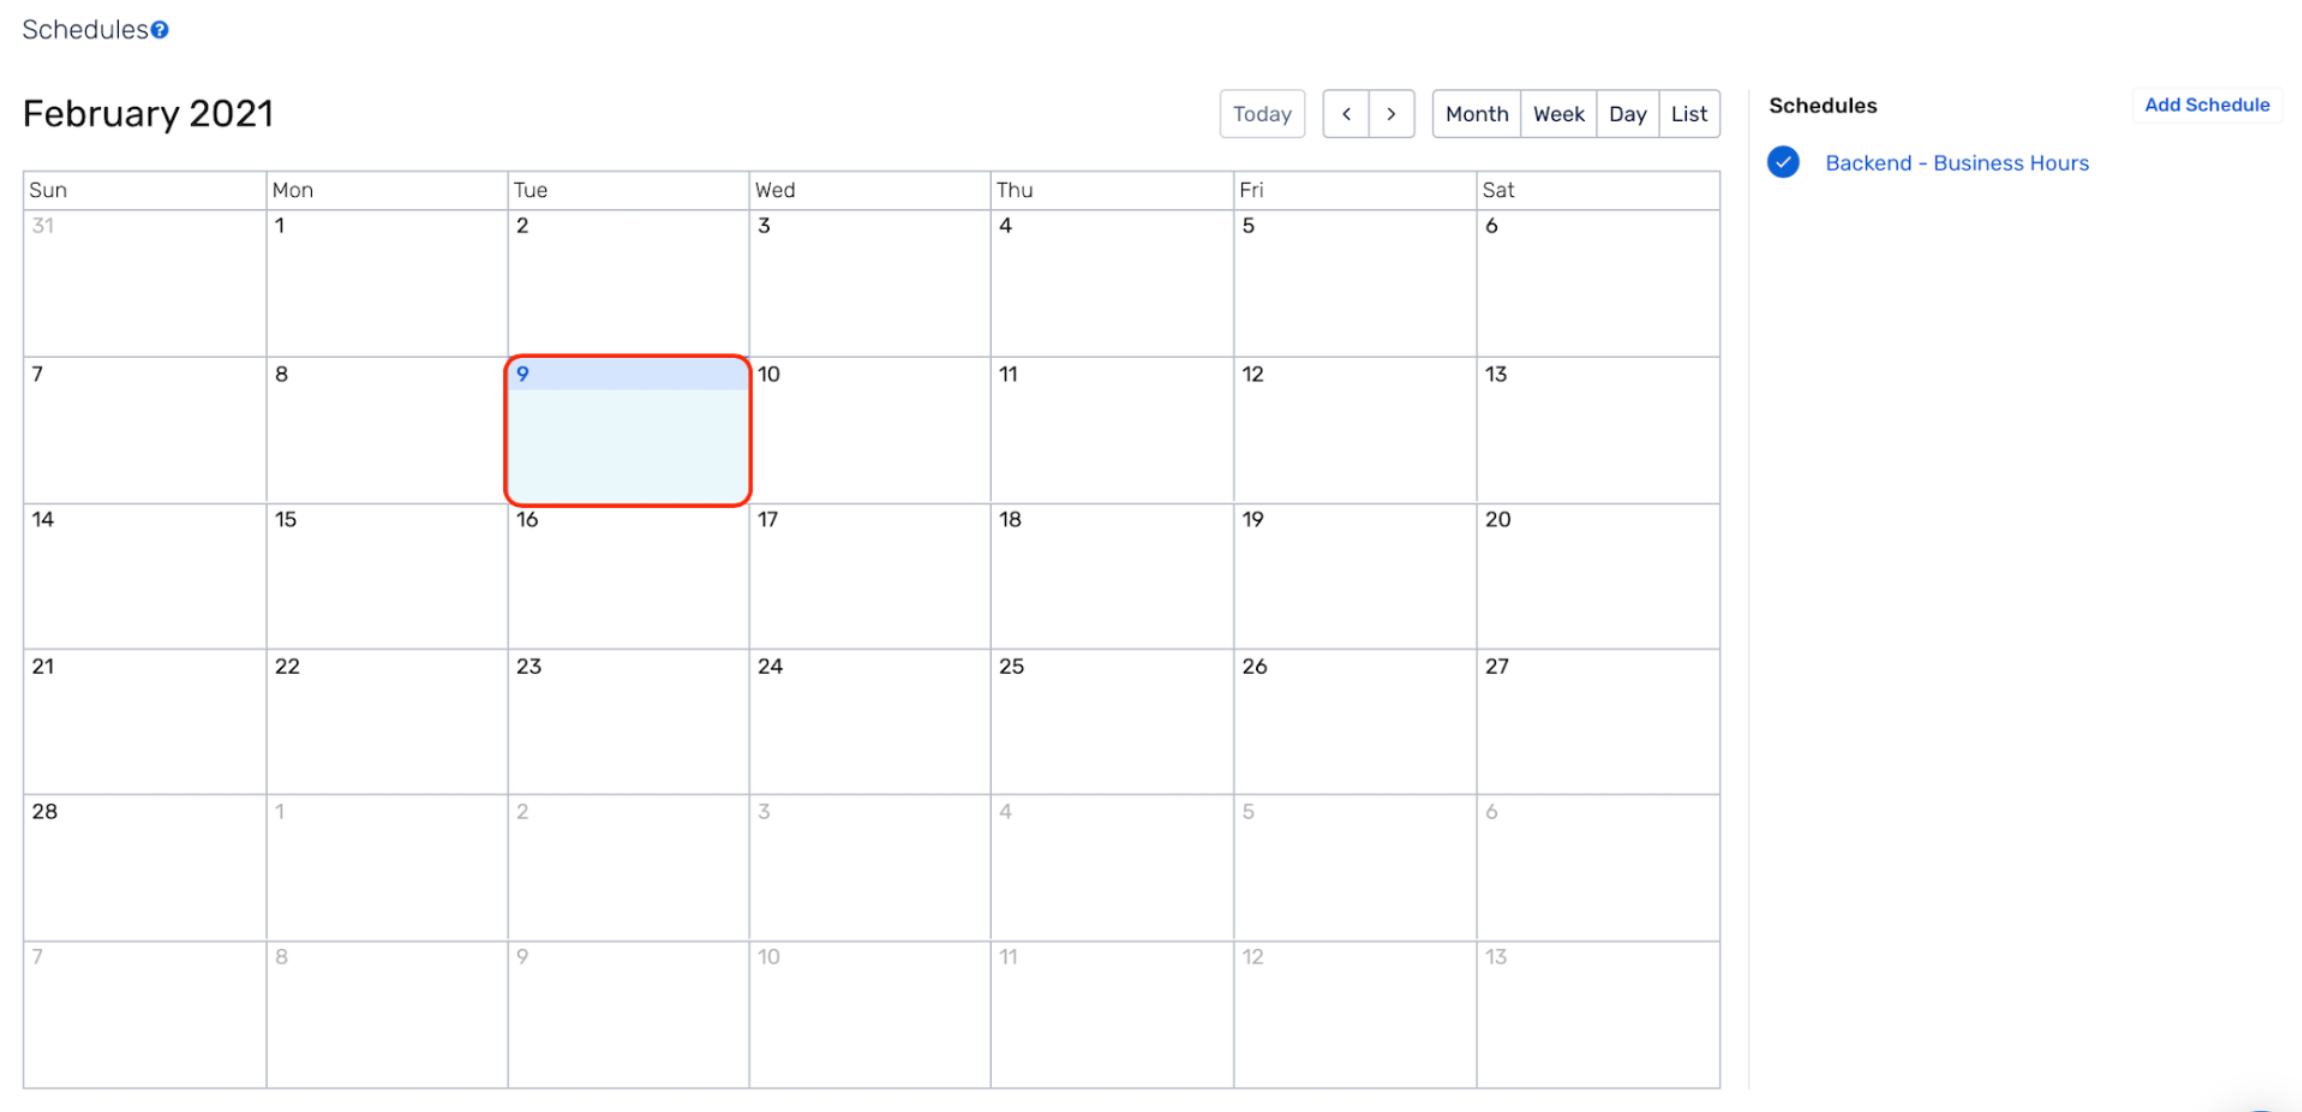 Schedules?
February 2021 Today < > Month Week Day List Schedules Add Schedule
Backend - Business Hours
Sun Mon Tue Wed Thu Fri Sat
31 1 2 3 4 5 6
7 8 9 10 11 12 13
14 15 16 17 18 19 20
21 22 23 24 25 26 27
28 1 2 3 4 5 6
7 8 9 10 11 12 13